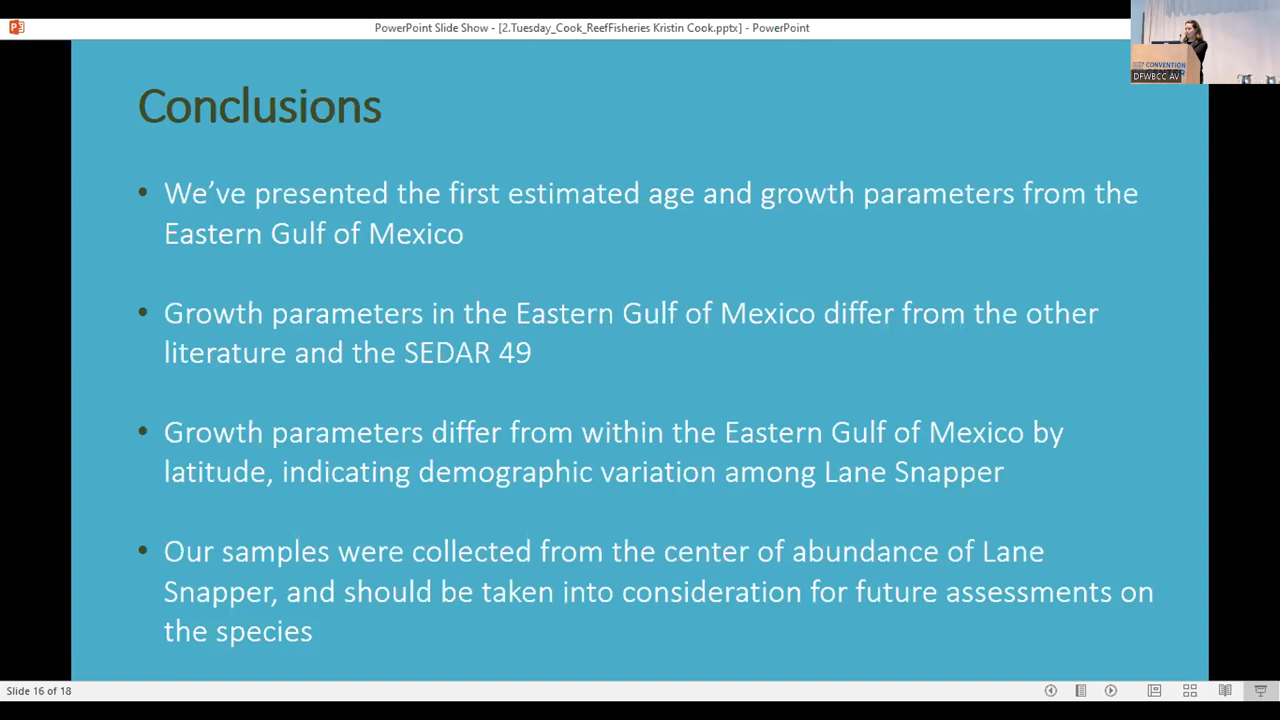 PowerPoint Slide Show - [2.Tuesday_Cook_ReefFisheries Kristin Cook.pptx] - PowerPoint
CONVENTION
DFWBCC AV
Conclusions
• We’ve presented the first estimated age and growth parameters from the
Eastern Gulf of Mexico
• Growth parameters in the Eastern Gulf of Mexico differ from the other
literature and the SEDAR 49
• Growth parameters differ from within the Eastern Gulf of Mexico by
latitude, indicating demographic variation among Lane Snapper
• Our samples were collected from the center of abundance of Lane
Snapper, and should be taken into consideration for future assessments on
the species
Slide 16 of 18